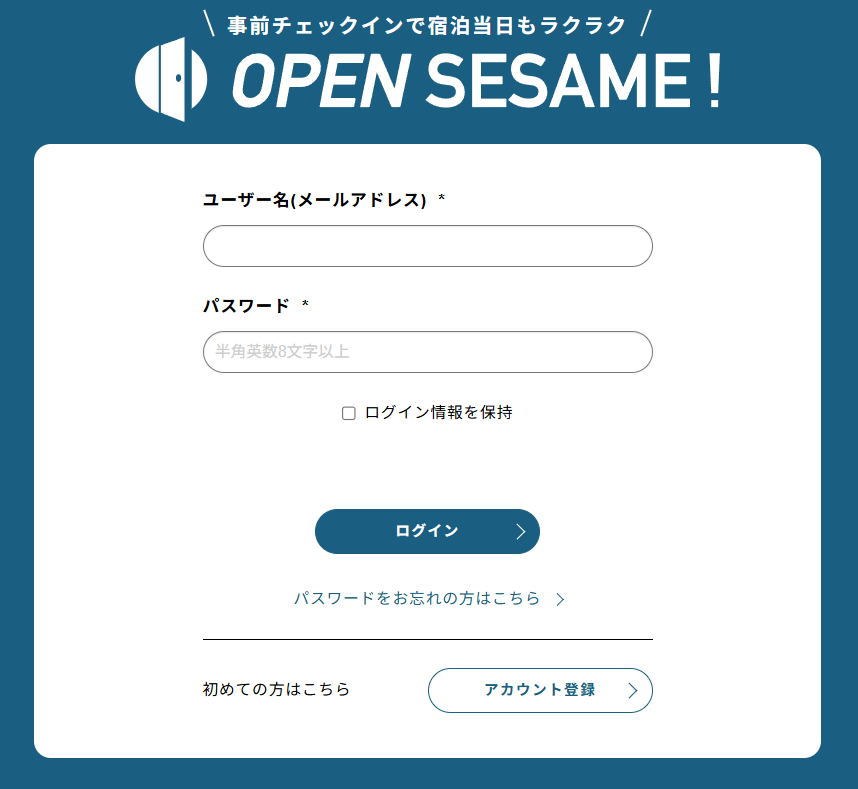 事前チェックインで宿泊当日もラクラク
OPEN SESAME!
ユーザー名(メールアドレス) *
パスワード *
半角英数8文字以上
ログイン情報を保持
ログイン
パスワードをお忘れの方はこちら
初めての方はこちら
アカウント登録